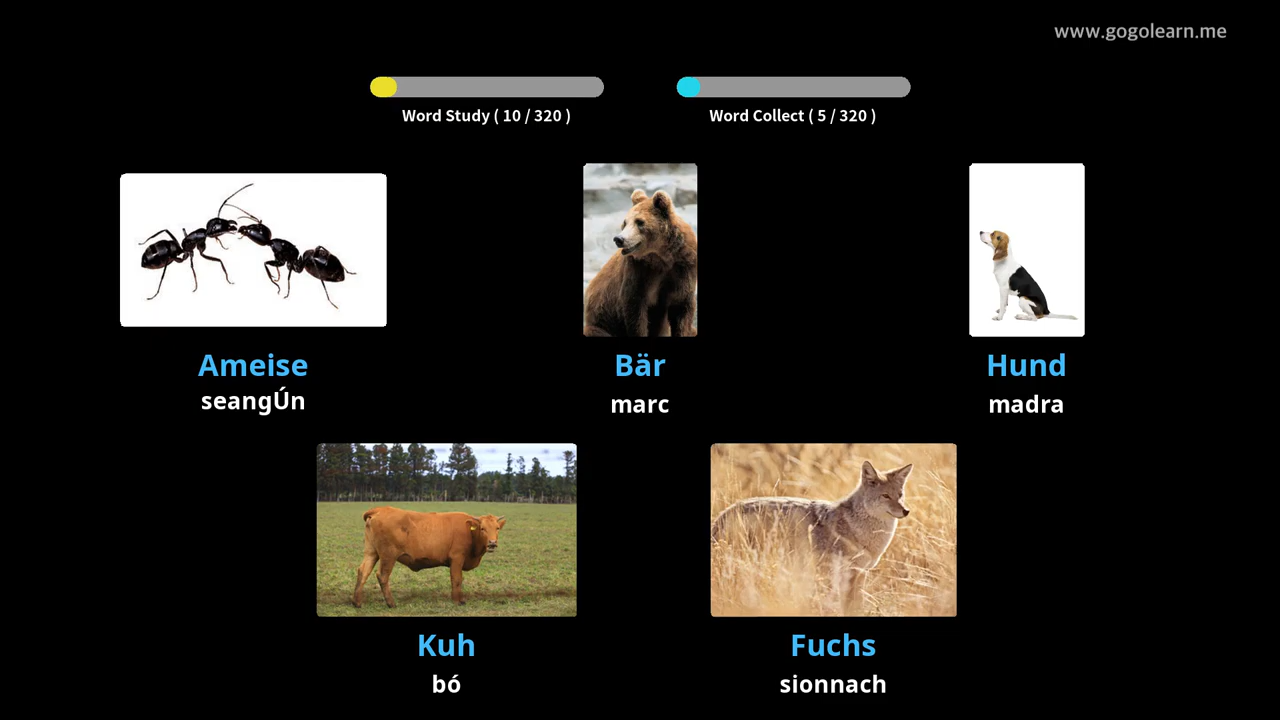 www.gogolearn.me
Word Study ( 10 / 320 )
Word Collect ( 5 / 320 )
Ameise
seangÚn
Bär
marc
Hund
madra
Kuh
bó
Fuchs
sionnach